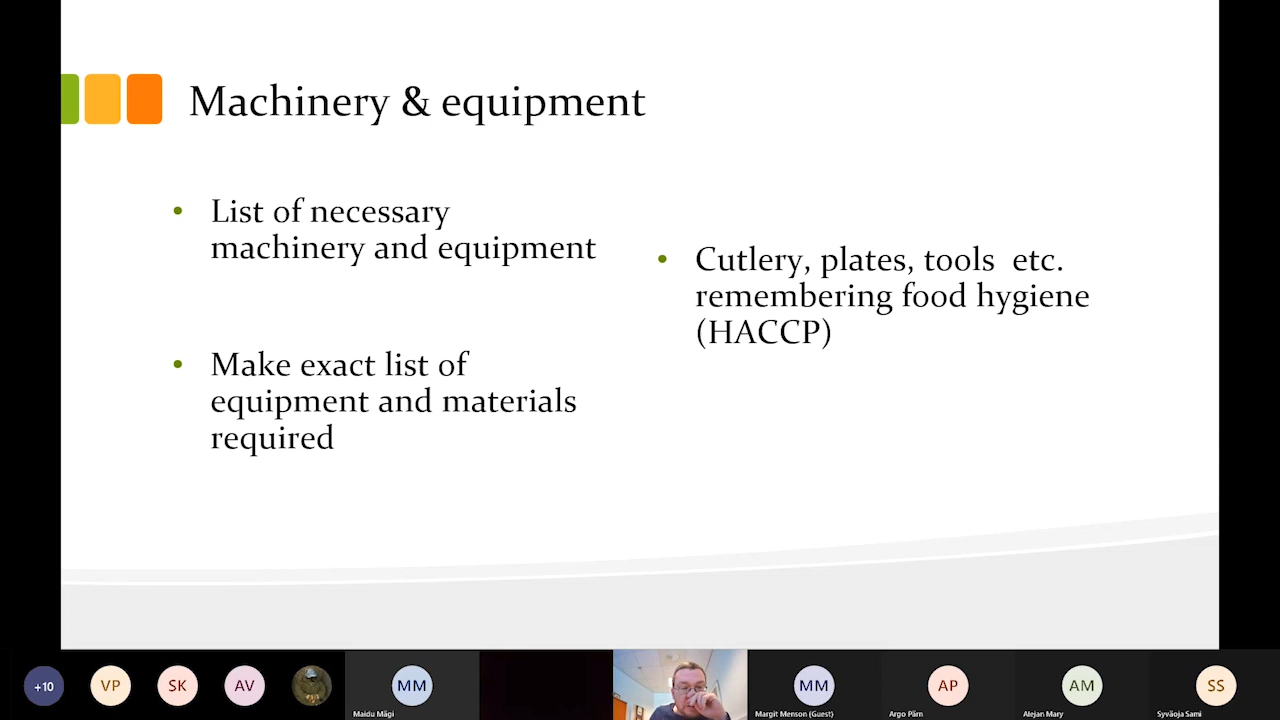 Machinery & equipment
List of necessary
machinery and equipment
Make exact list of
equipment and materials
required
Cutlery, plates, tools  etc.
remembering food hygiene
(HACCP)
+10
VP
SK
AV
MM
Maidu Mägi
MM
Margit Menson (Guest)
AP
Argo Pärn
AM
Alejan Mary
SS
Syväoja Sami